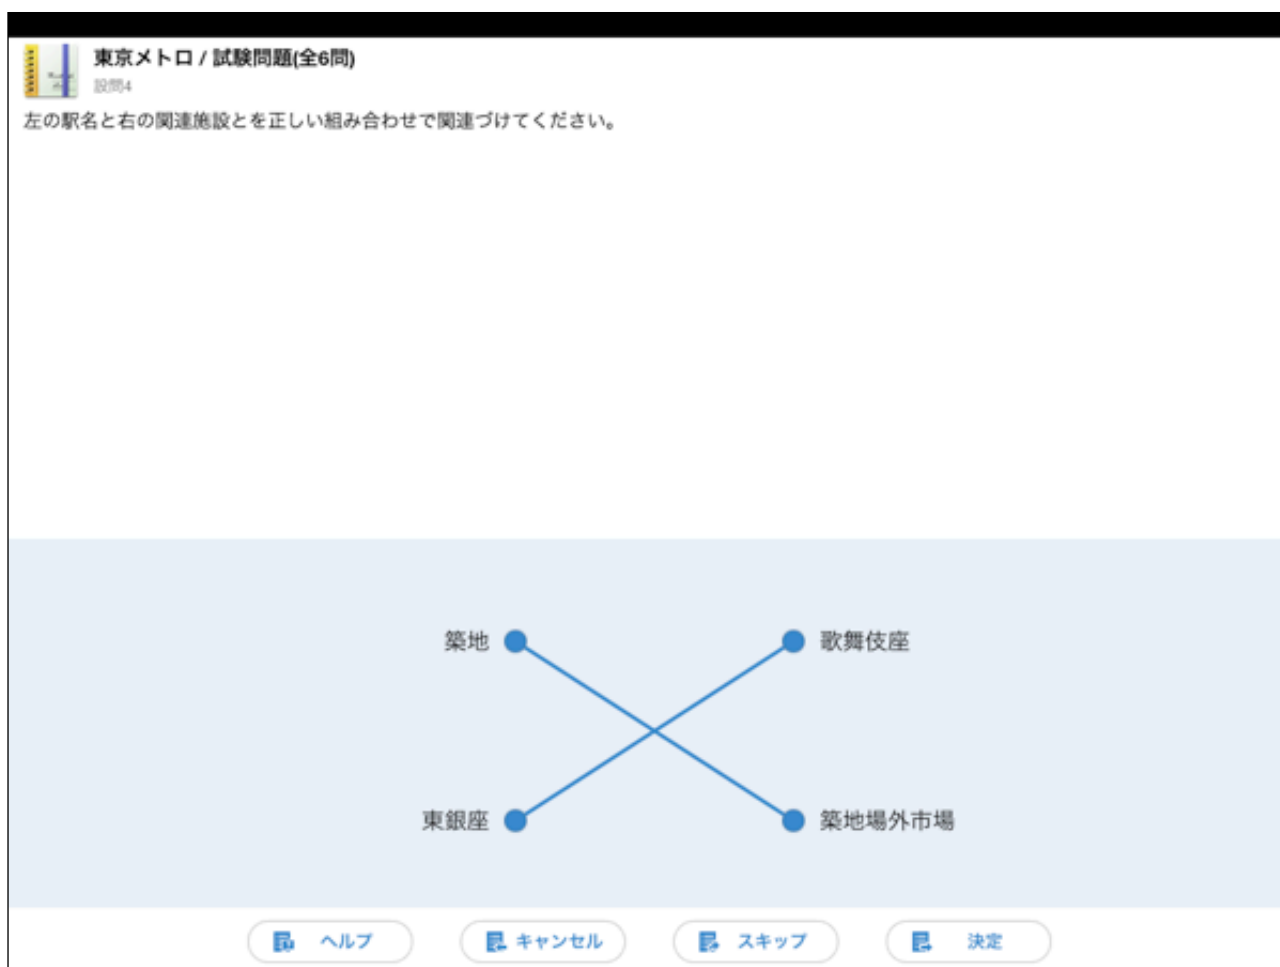 東京メトロ / 試験問題(全6問)
設問4
左の駅名と右の関連施設とを正しい組み合わせで関連づけてください。
築地 歌舞伎座
東銀座 築地場外市場
ヘルプ キャンセル スキップ 決定